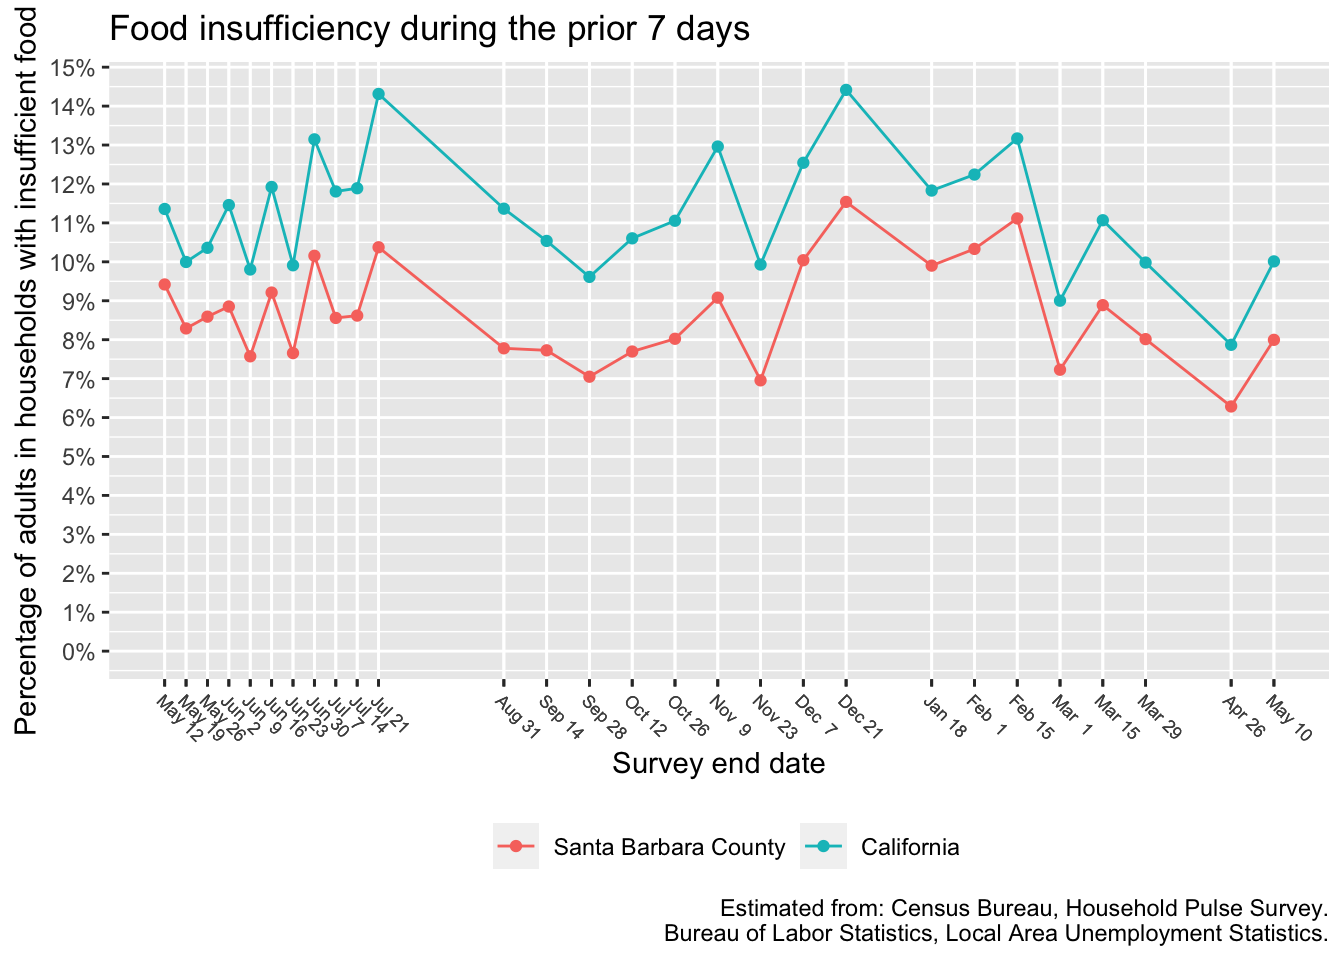 Food insufficiency during the prior 7 days
Percentage of adults in households with insufficient food
15%
14%
13%
12%
11%
10%
9%
8%
7%
6%
5%
4%
3%
2%
1%
0%
May 12
May 19
May 26
Jun 2
Jun 9
Jun 16
Jun 23
Jun 30
Jul 7
Jul 14
Jul 21
Aug 31
Sep 14
Sep 28
Oct 12
Oct 26
Nov 9
Nov 23
Dec 7
Dec 21
Jan 18
Feb 1
Feb 15
Mar 1
Mar 15
Mar 29
Apr 26
May 10
Survey end date
Santa Barbara County
California
Estimated from: Census Bureau, Household Pulse Survey.
Bureau of Labor Statistics, Local Area Unemployment Statistics.